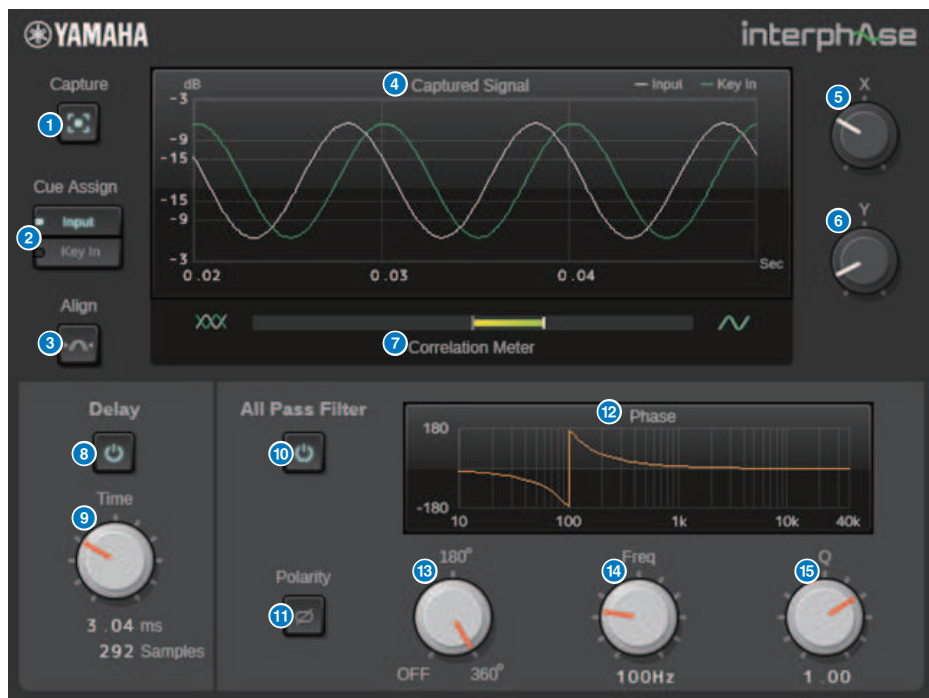 YAMAHA
interphAse
Capture
1
Cue Assign
2
Input
Key In
Align
3
dB
4 Captured Signal
Input Key In
-3
-9
-15
-15
-9
-3
0.02 0.03 0.04
Sec
7 Correlation Meter
5 X
6 Y
Delay
8
Time
9
3.04 ms
292 Samples
All Pass Filter
10
Polarity
11
12 Phase
180
-180
10 100 1k 10k 40k
13 180°
OFF 360°
14 Freq
100Hz
15 Q
1.00